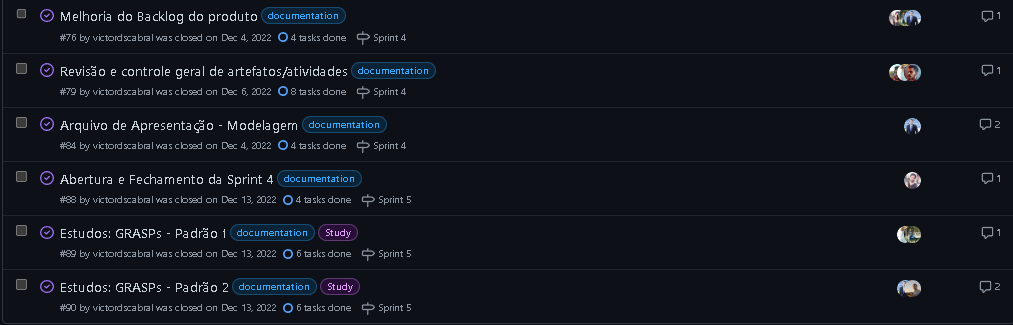 Melhoria do Backlog do produto documentation 1
#76 by victordscabral was closed on Dec 4, 2022 4 tasks done Sprint 4
Revisão e controle geral de artefatos/atividades documentation 1
#79 by victordscabral was closed on Dec 6, 2022 8 tasks done Sprint 4
Arquivo de Apresentação - Modelagem documentation 2
#84 by victordscabral was closed on Dec 4, 2022 4 tasks done Sprint 4
Abertura e Fechamento da Sprint 4 documentation 1
#88 by victordscabral was closed on Dec 13, 2022 4 tasks done Sprint 5
Estudos: GRASPs - Padrão 1 documentation Study 1
#89 by victordscabral was closed on Dec 13, 2022 6 tasks done Sprint 5
Estudos: GRASPs - Padrão 2 documentation Study 2
#90 by victordscabral was closed on Dec 13, 2022 6 tasks done Sprint 5